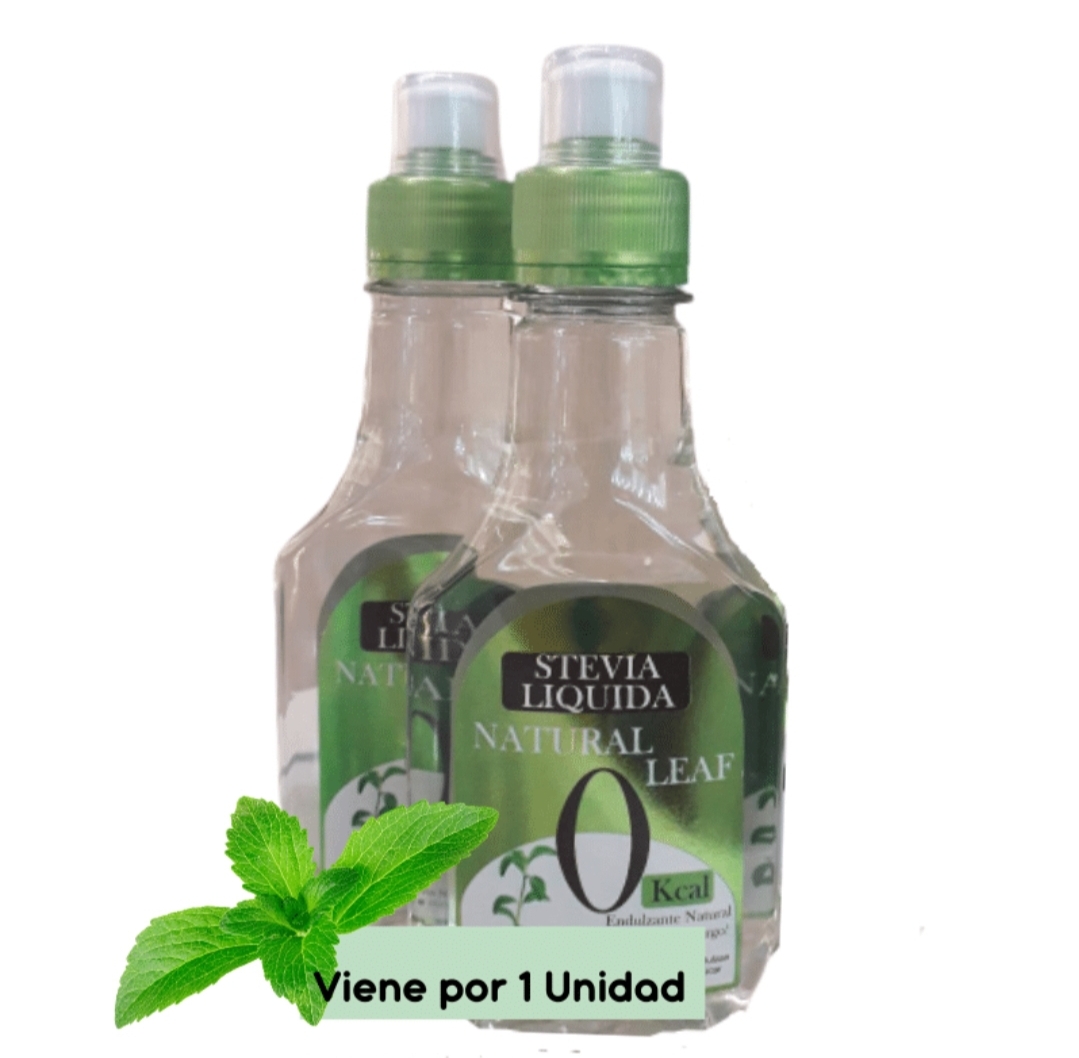 STEVIA
LIQUIDA
NATURAL
LEAF
0
Kcal
Endulzante Natural
Viene por 1 Unidad